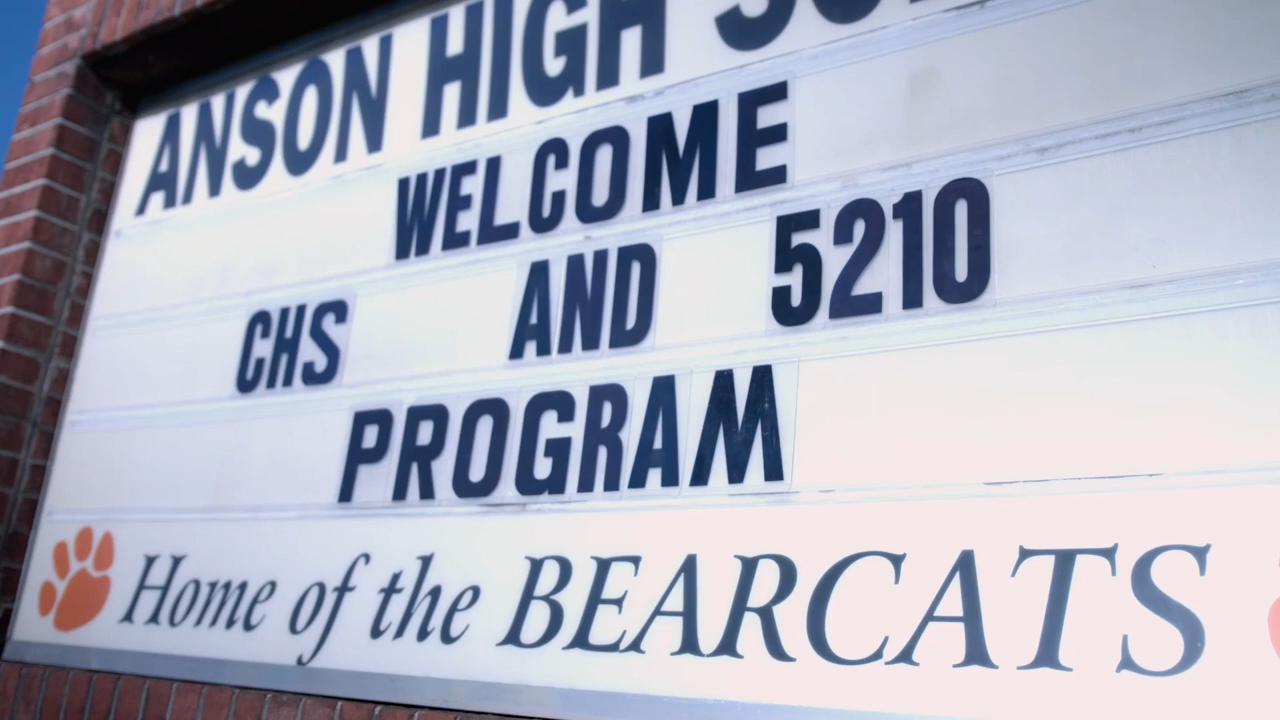 ANSON HIGH
WELCOME
CHS AND 5210
PROGRAM
Home of the BEARCATS